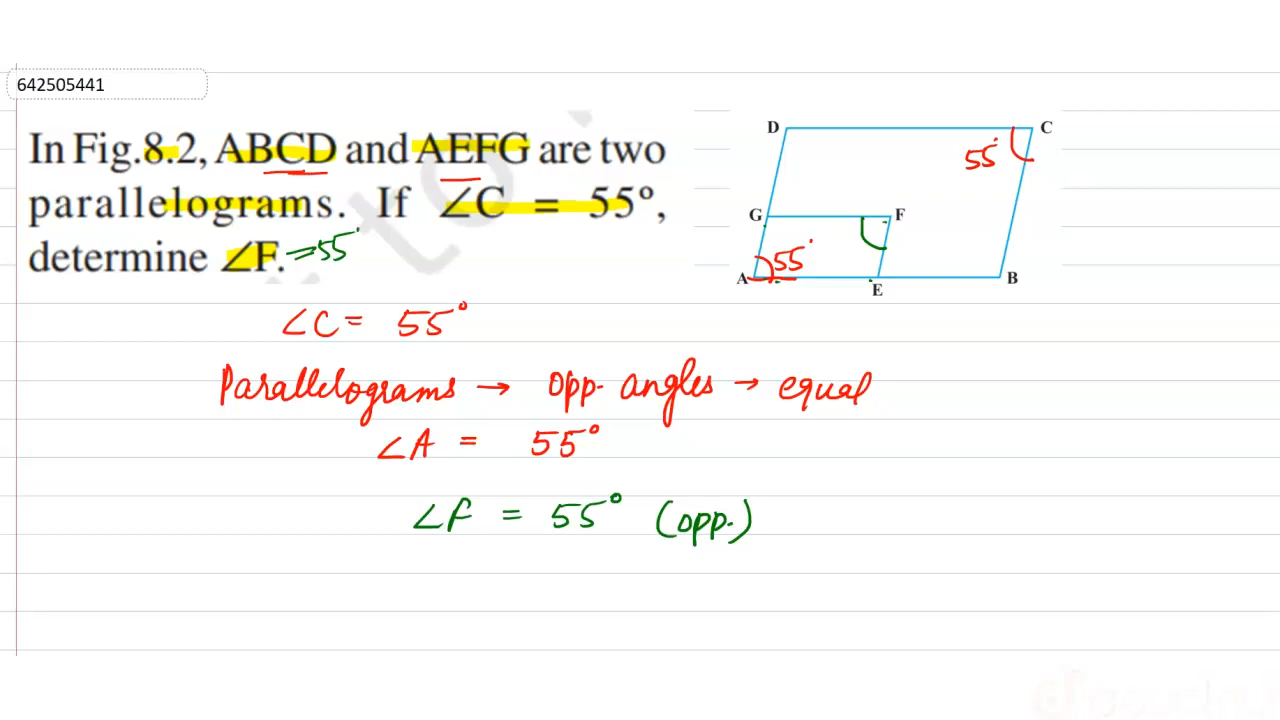 642505441
In Fig.8.2, ABCD and AEFG are two
parallelograms. If ∠C = 55º,
determine ∠F. ⇒55°
D
C
55°
G
F
A
55°
E
B
∠C = 55°
Parallelograms → opp. angles → equal
∠A = 55°
∠F = 55° (opp.)